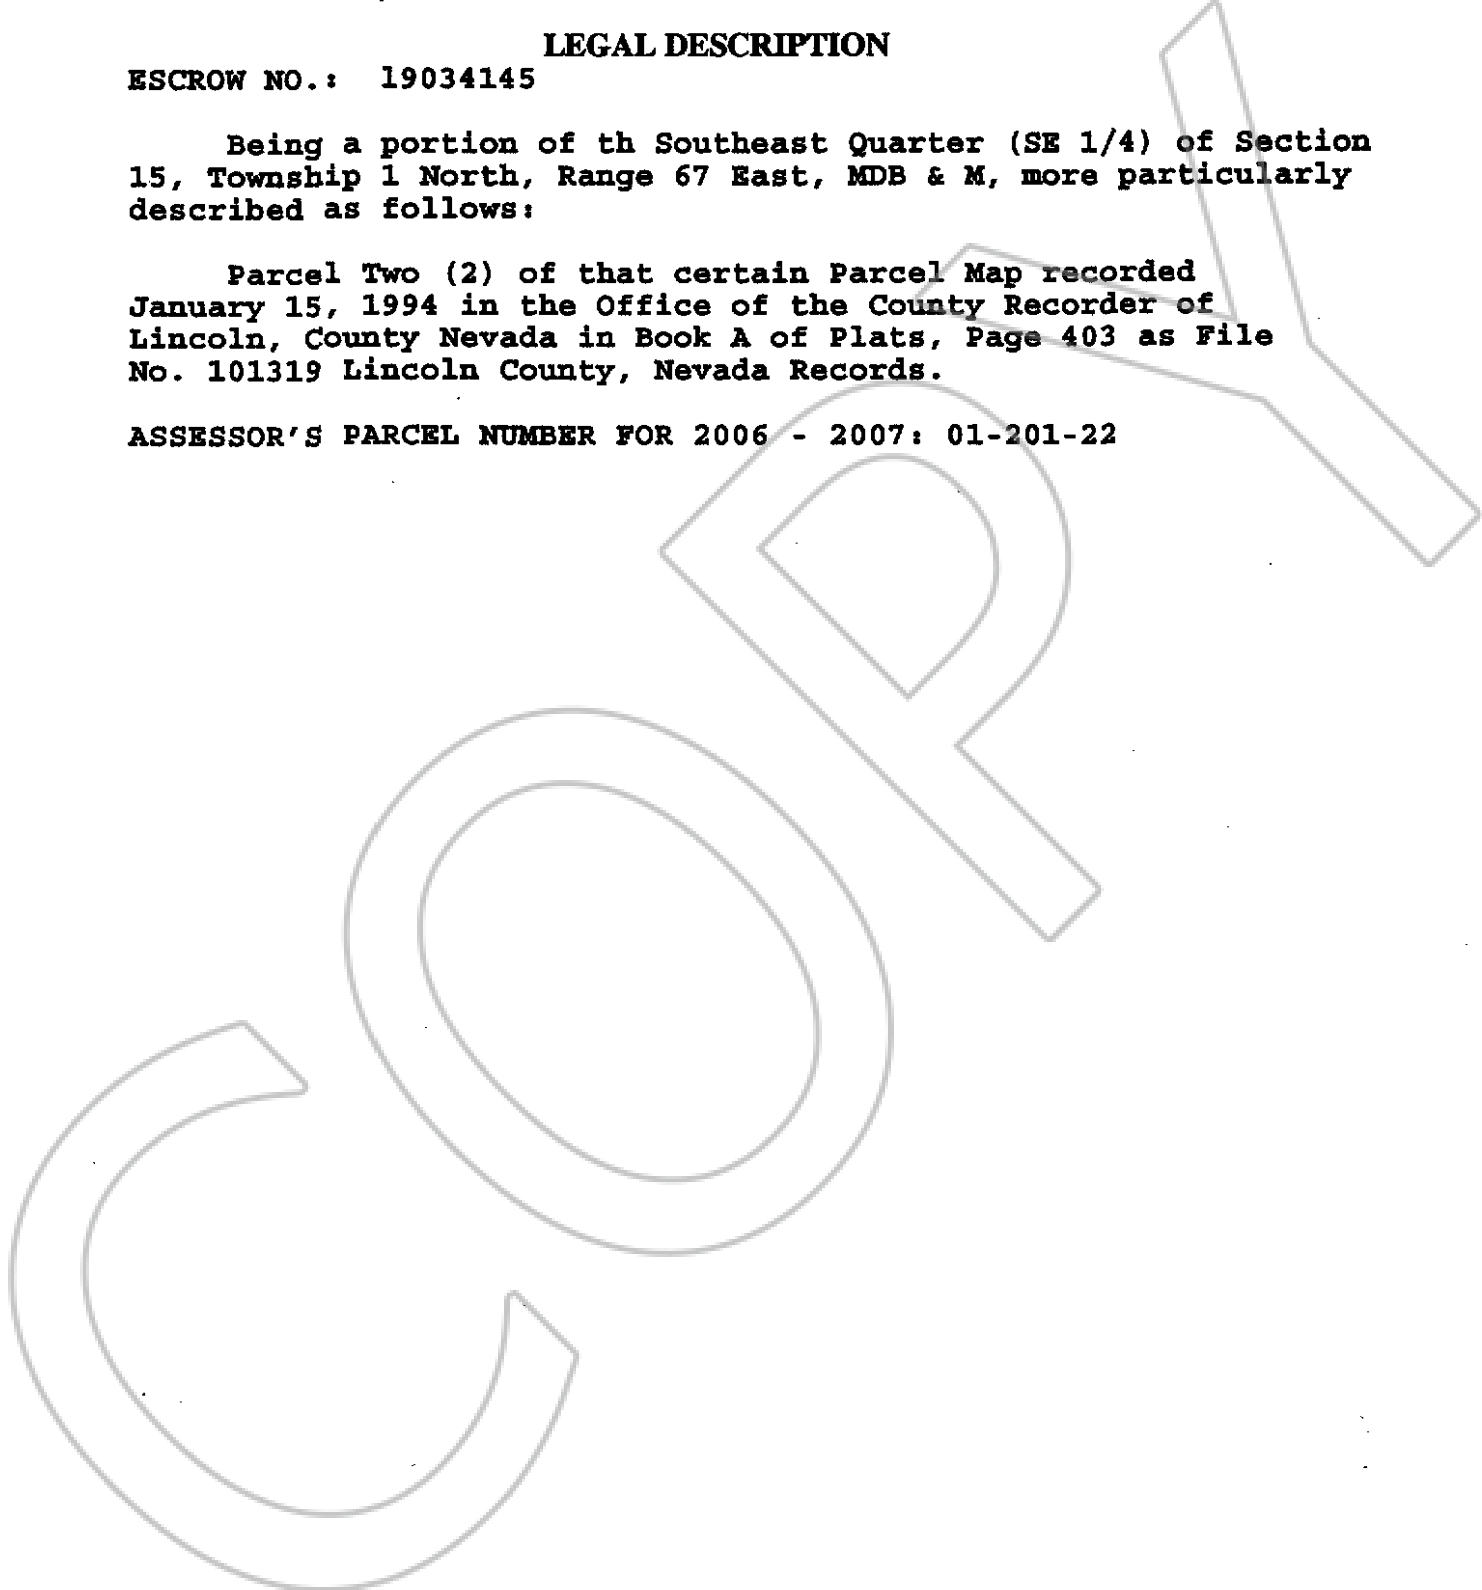 LEGAL DESCRIPTION
ESCROW NO.: 19034145
Being a portion of th Southeast Quarter (SE 1/4) of Section
15, Township 1 North, Range 67 East, MDB & M, more particularly
described as follows:
Parcel Two (2) of that certain Parcel Map recorded
January 15, 1994 in the Office of the County Recorder of
Lincoln, County Nevada in Book A of Plats, Page 403 as File
No. 101319 Lincoln County, Nevada Records.
ASSESSOR'S PARCEL NUMBER FOR 2006 - 2007: 01-201-22
COPY